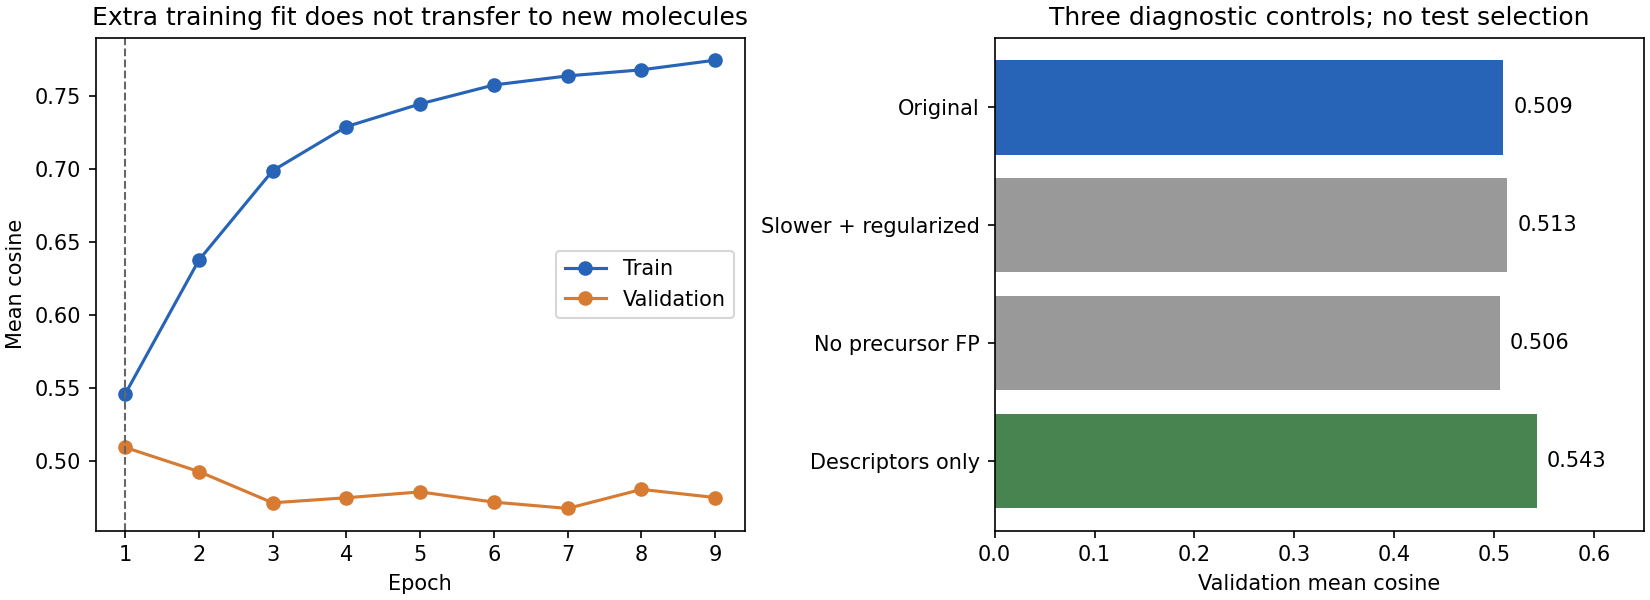 Extra training fit does not transfer to new molecules
Mean cosine
0.75
0.70
0.65
0.60
0.55
0.50
Train
Validation
1 2 3 4 5 6 7 8 9
Epoch
Three diagnostic controls; no test selection
Original
0.509
Slower + regularized
0.513
No precursor FP
0.506
Descriptors only
0.543
0.0 0.1 0.2 0.3 0.4 0.5 0.6
Validation mean cosine